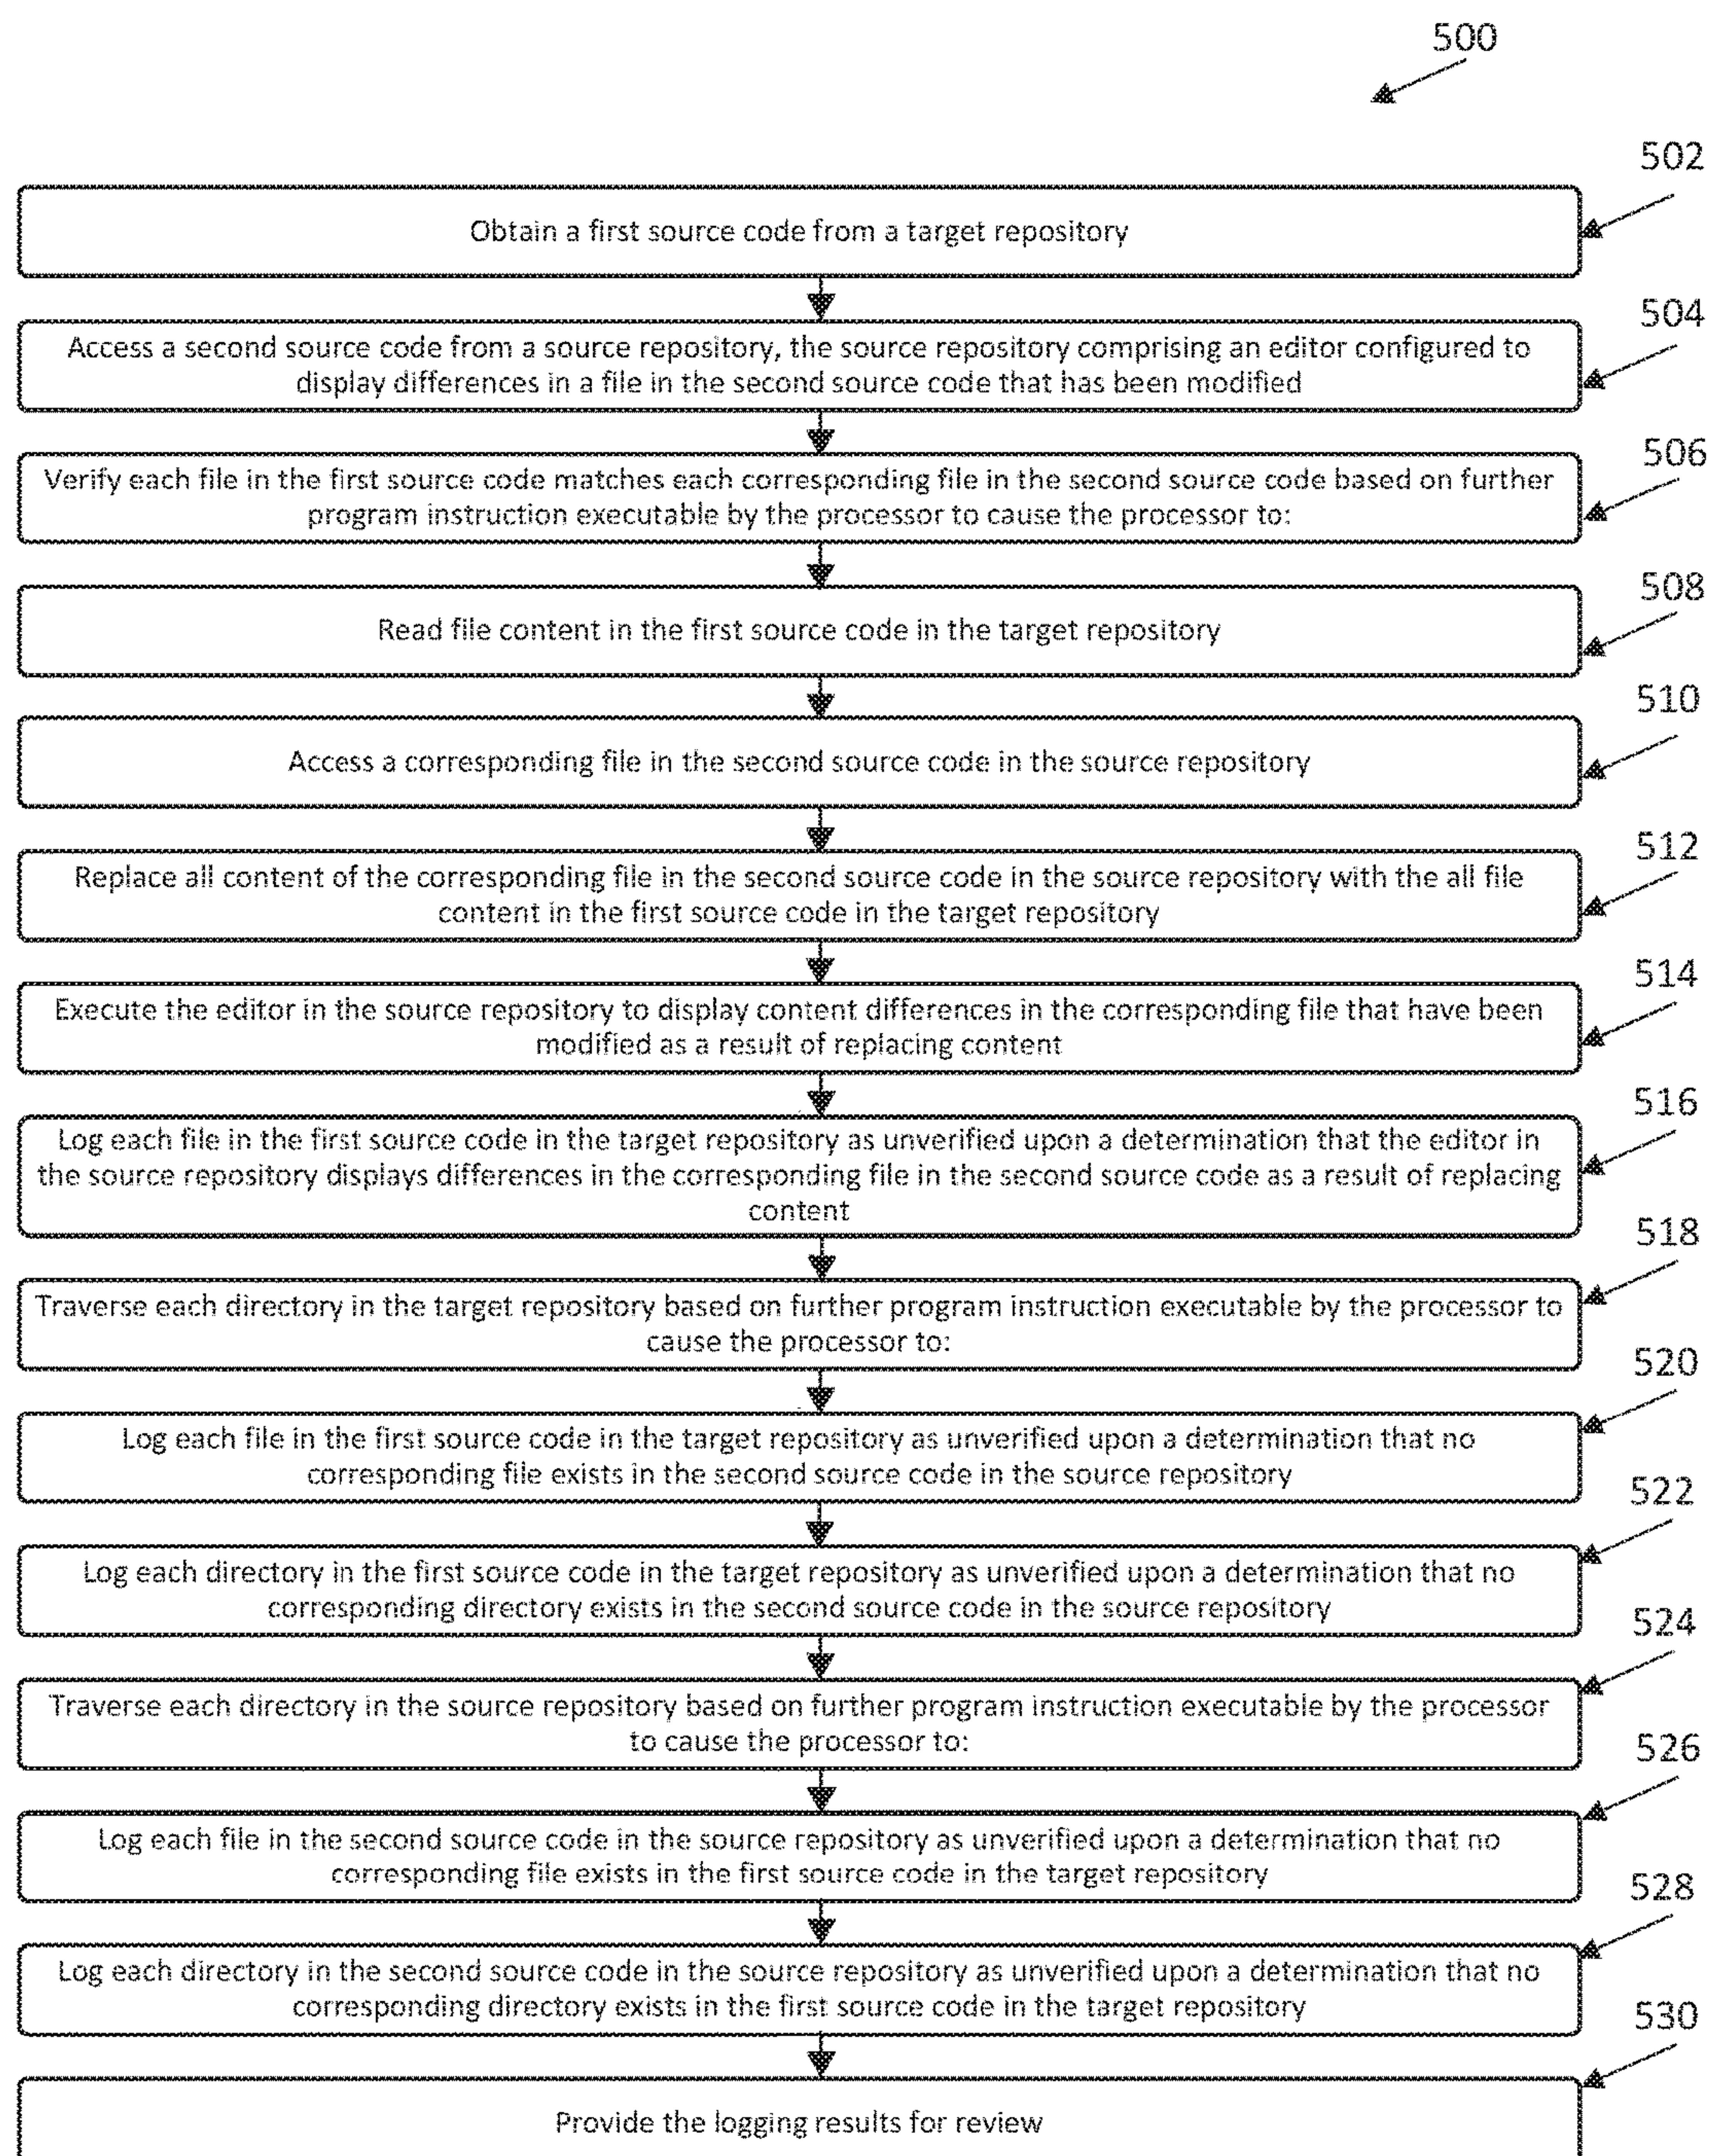 500
502
Obtain a first source code from a target repository
504
Access a second source code from a source repository, the source repository comprising an editor configured to
display differences in a file in the second source code that has been modified
506
Verify each file in the first source code matches each corresponding file in the second source code based on further
program instruction executable by the processor to cause the processor to:
508
Read file content in the first source code in the target repository
510
Access a corresponding file in the second source code in the source repository
512
Replace all content of the corresponding file in the second source code in the source repository with the all file
content in the first source code in the target repository
514
Execute the editor in the source repository to display content differences in the corresponding file that have been
modified as a result of replacing content
516
Log each file in the first source code in the target repository as unverified upon a determination that the editor in
the source repository displays differences in the corresponding file in the second source code as a result of replacing
content
518
Traverse each directory in the target repository based on further program instruction executable by the processor to
cause the processor to:
520
Log each file in the first source code in the target repository as unverified upon a determination that no
corresponding file exists in the second source code in the source repository
522
Log each directory in the first source code in the target repository as unverified upon a determination that no
corresponding directory exists in the second source code in the source repository
524
Traverse each directory in the source repository based on further program instruction executable by the processor
to cause the processor to:
526
Log each file in the second source code in the source repository as unverified upon a determination that no
corresponding file exists in the first source code in the target repository
528
Log each directory in the second source code in the source repository as unverified upon a determination that no
corresponding directory exists in the first source code in the target repository
530
Provide the logging results for review